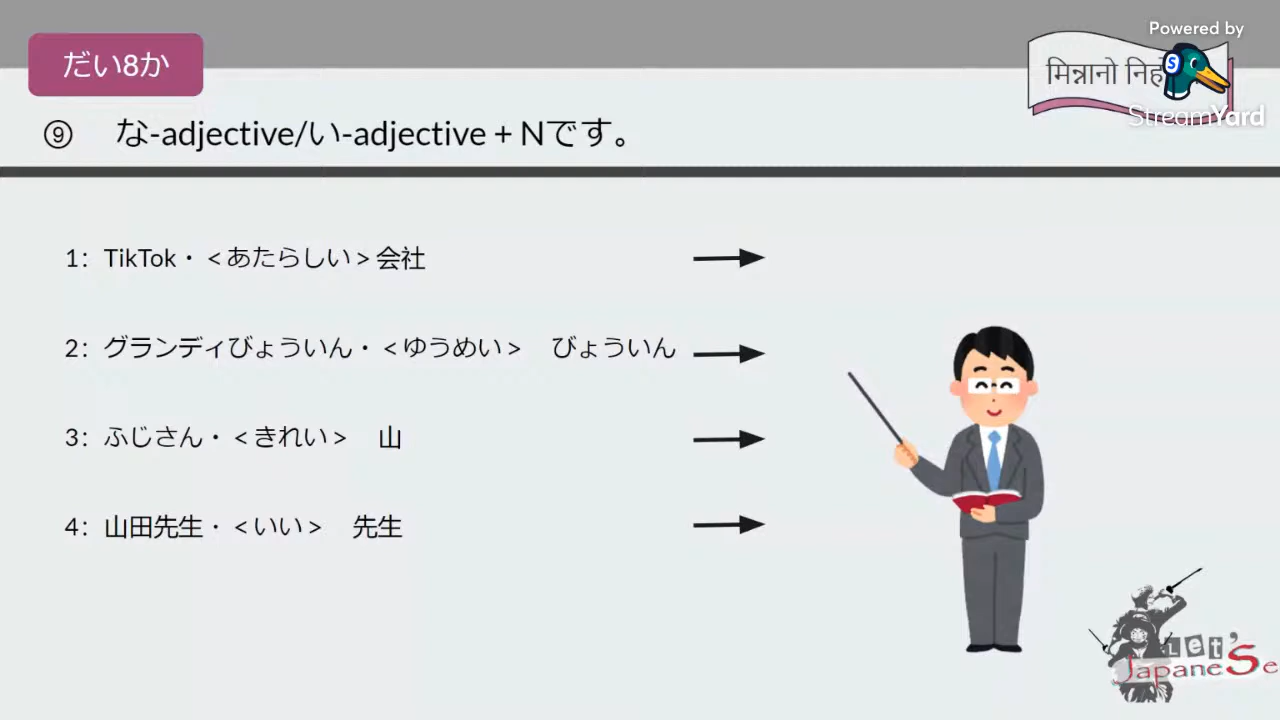 Powered by
だい8か
मिन्नानो
StreamYard
⑨ な-adjective/い-adjective + Nです。
1: TikTok・<あたらしい>会社
2: グランディびょういん・<ゆうめい> びょういん
3: ふじさん・<きれい> 山
4: 山田先生・<いい> 先生
Let's
JapaneSe